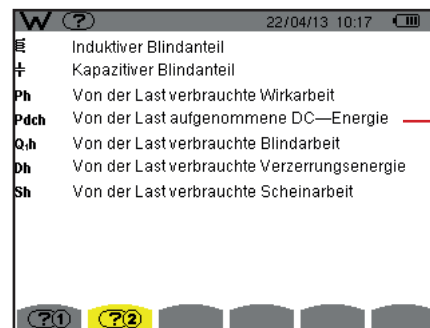 W ? 22/04/13 10:17
Induktiver Blindanteil
Kapazitiver Blindanteil
Ph Von der Last verbrauchte Wirkarbeit
Pdch Von der Last aufgenommene DC—Energie
Q₁h Von der Last verbrauchte Blindarbeit
Dh Von der Last verbrauchte Verzerrungsenergie
Sh Von der Last verbrauchte Scheinarbeit
?1 ?2